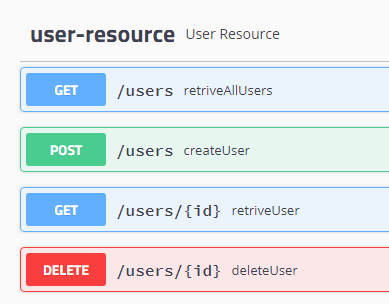 user-resource User Resource
GET /users retriveAllUsers
POST /users createUser
GET /users/{id} retriveUser
DELETE /users/{id} deleteUser